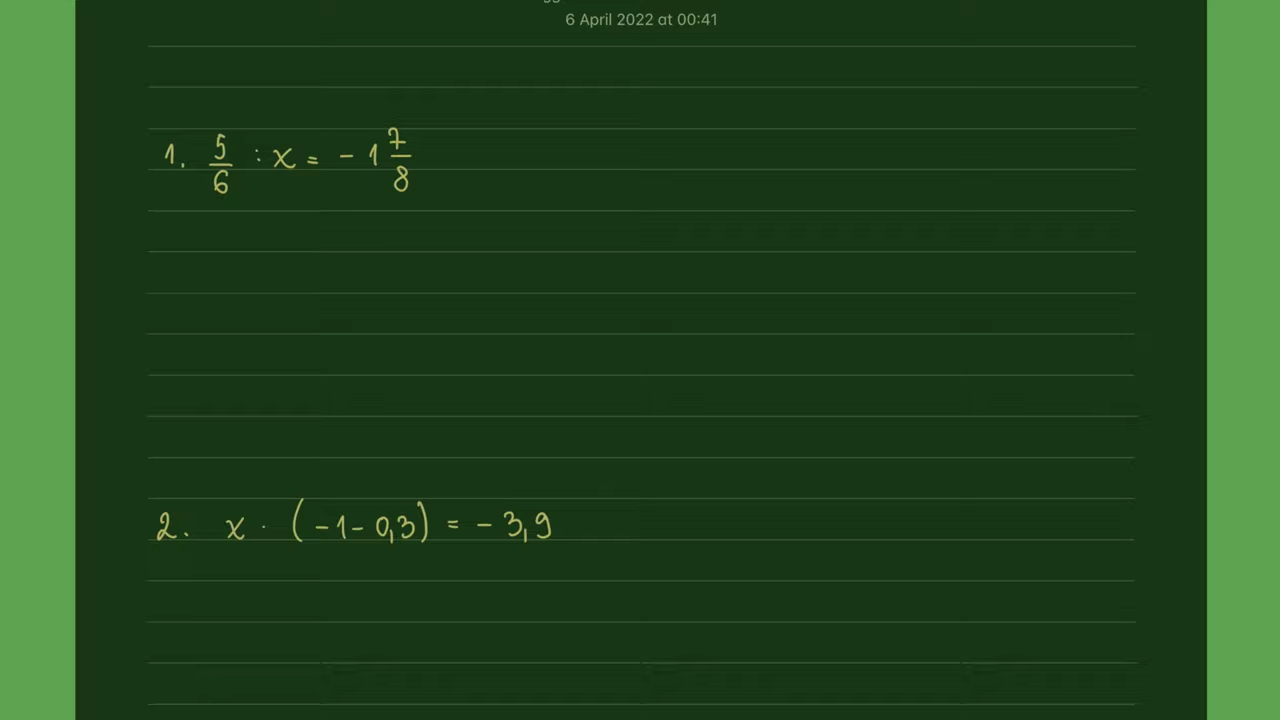 6 April 2022 at 00:41
1. 5/6 : x = - 1 7/8
2. x · (-1-0,3) = - 3,9